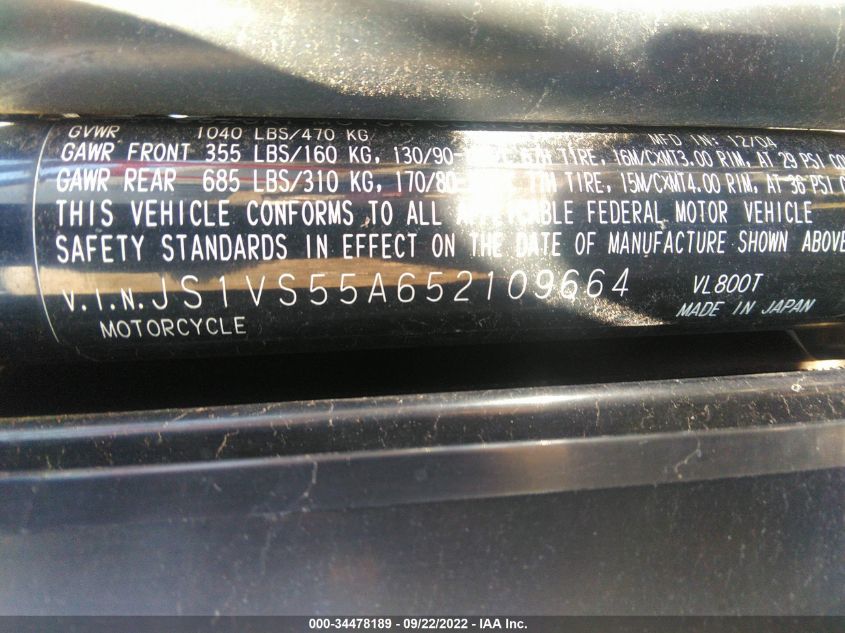 GVWR 1040 LBS/470 KG MFD IN: 12/04
GAWR FRONT 355 LBS/160 KG, 130/90- TIRE, 16M/CXMT3.00 RIM, AT 29 PSI
GAWR REAR 685 LBS/310 KG, 170/80- TIRE, 15M/CXMT4.00 RIM, AT 36 PSI
THIS VEHICLE CONFORMS TO ALL FEDERAL MOTOR VEHICLE
SAFETY STANDARDS IN EFFECT ON THE DATE OF MANUFACTURE SHOWN ABOVE
V.I.N. JS1VS55A652109664 VL800T
MOTORCYCLE MADE IN JAPAN
000-34478189 - 09/22/2022 - IAA Inc.